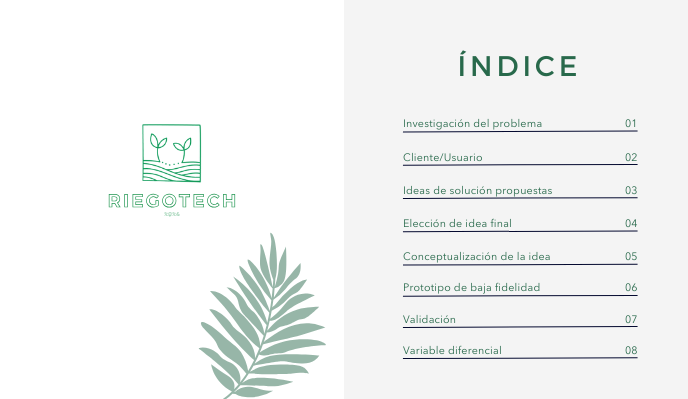 RIEGOTECH
ÍNDICE
Investigación del problema 01
Cliente/Usuario 02
Ideas de solución propuestas 03
Elección de idea final 04
Conceptualización de la idea 05
Prototipo de baja fidelidad 06
Validación 07
Variable diferencial 08